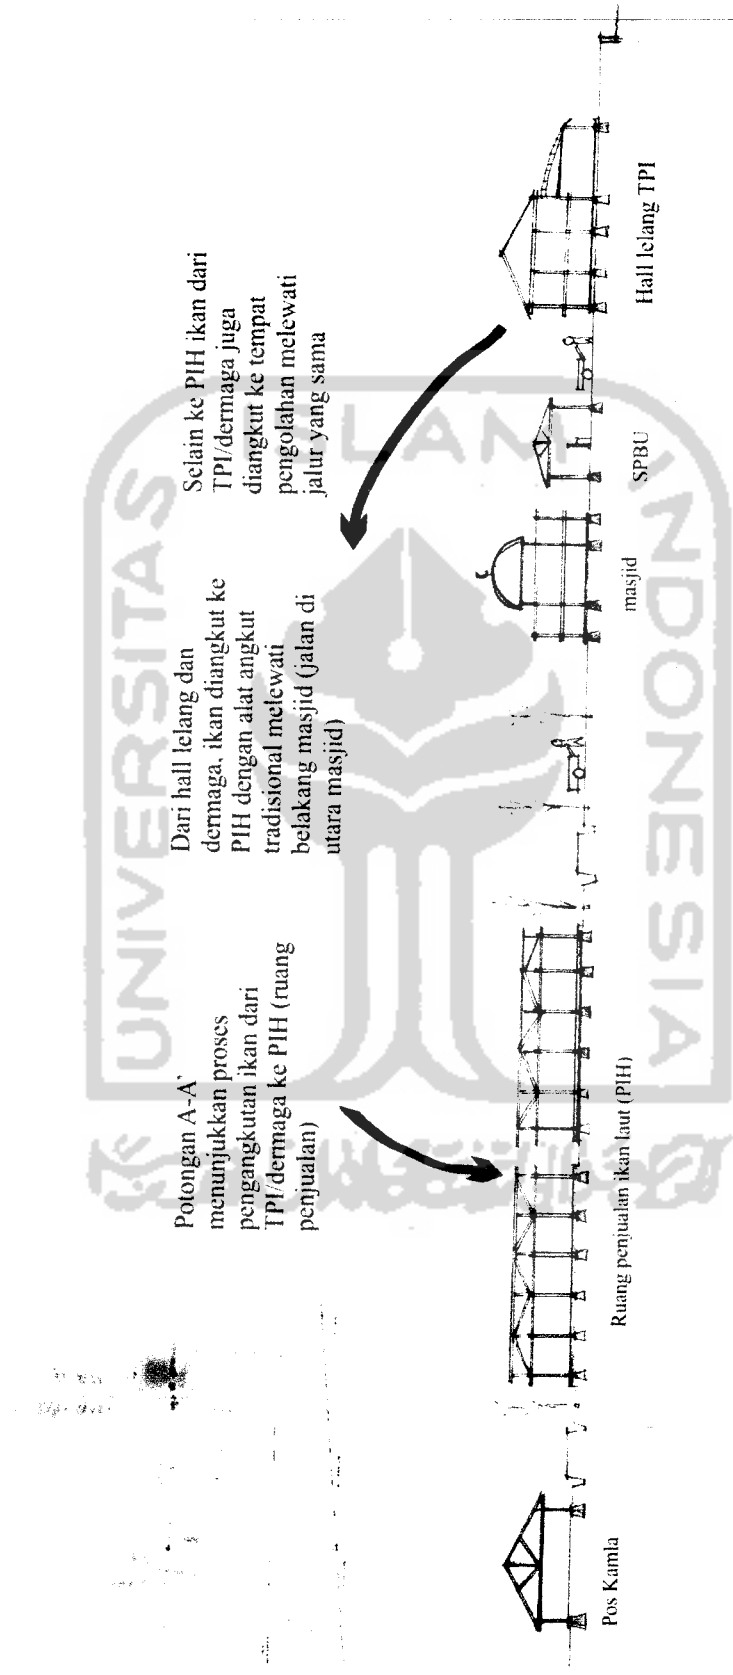 Potongan A-A'
menunjukkan proses
pengangkutan ikan dari
TPI/dermaga ke PIH (ruang
penjualan)
Dari hall lelang dan
dermaga, ikan diangkut ke
PIH dengan alat angkut
tradisional melewati
belakang masjid (jalan di
utara masjid)
Selain ke PIH ikan dari
TPI/dermaga juga
diangkut ke tempat
pengolahan melewati
jalur yang sama
Pos Kamla
Ruang penjualan ikan laut (PIH)
masjid
SPBU
Hall lelang TPI
UNIVERSITAS
ISLAM
INDONESIA